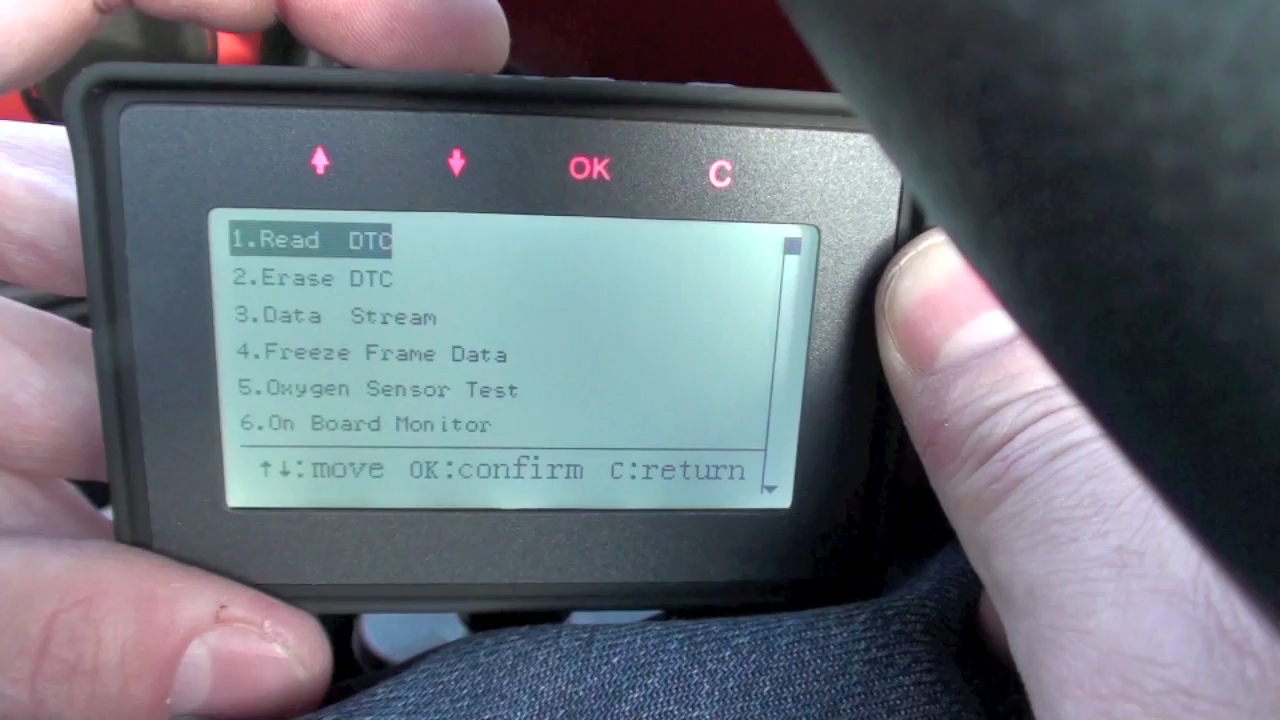 OK C
1.Read DTC
2.Erase DTC
3.Data Stream
4.Freeze Frame Data
5.Oxygen Sensor Test
6.On Board Monitor
↑↓:move OK:confirm C:return